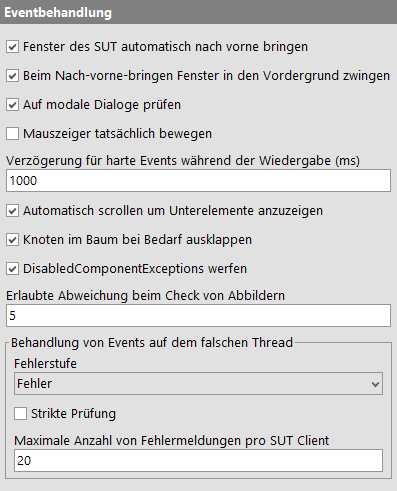 Eventbehandlung
Fenster des SUT automatisch nach vorne bringen
Beim Nach-vorne-bringen Fenster in den Vordergrund zwingen
Auf modale Dialoge prüfen
Mauszeiger tatsächlich bewegen
Verzögerung für harte Events während der Wiedergabe (ms)
1000
Automatisch scrollen um Unterelemente anzuzeigen
Knoten im Baum bei Bedarf ausklappen
DisabledComponentExceptions werfen
Erlaubte Abweichung beim Check von Abbildern
5
Behandlung von Events auf dem falschen Thread
Fehlerstufe
Fehler
Strikte Prüfung
Maximale Anzahl von Fehlermeldungen pro SUT Client
20